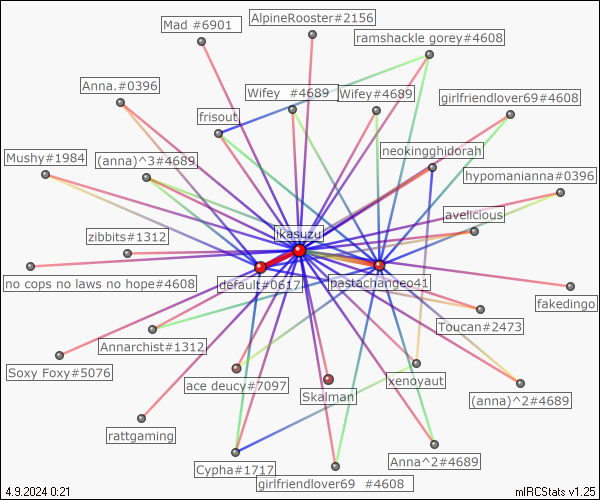 Mad #6901
AlpineRooster#2156
ramshackle gorey#4608
Anna.#0396
Wifey  #4689
Wifey#4689
girlfriendlover69#4608
frisout
neokingghidorah
Mushy#1984
(anna)^3#4689
hypomanianna#0396
avelicious
zibbits#1312
ikasuzu
no cops no laws no hope#4608
default#0617
pastachangeo41
fakedingo
Annarchist#1312
Toucan#2473
Soxy Foxy#5076
ace deucy#7097
Skalman
xenoyaut
(anna)^2#4689
rattgaming
Cypha#1717
girlfriendlover69  #4608
Anna^2#4689
4.9.2024 0:21
mIRCStats v1.25